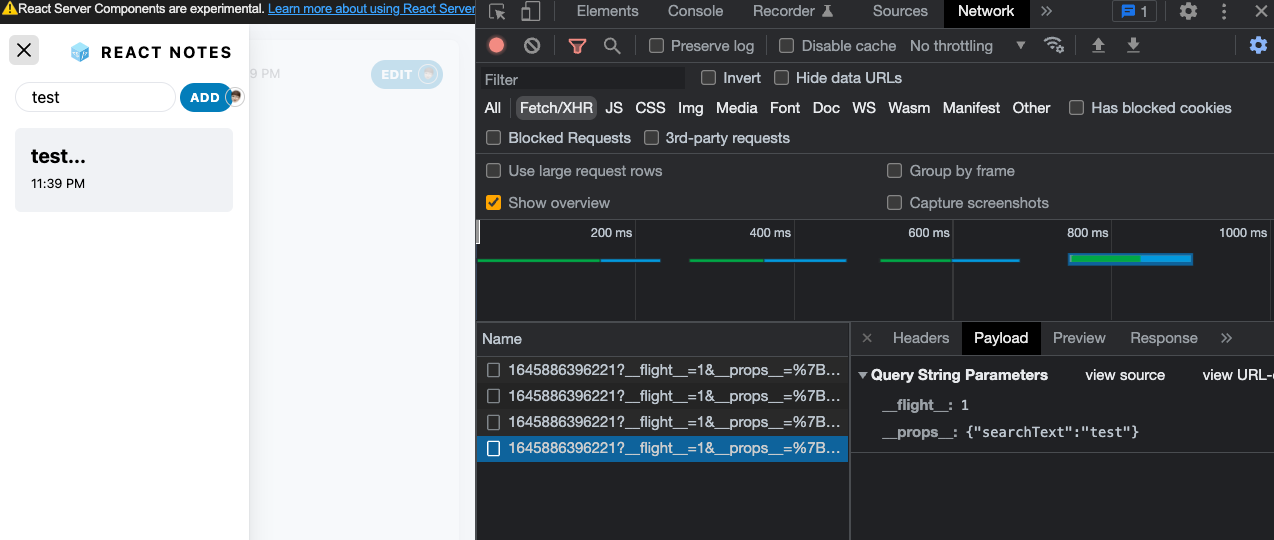 ⚠️React Server Components are experimental. Learn more about using React Server
REACT NOTES
9 PM
EDIT
test
ADD
test...
11:39 PM
Elements
Console
Recorder
Sources
Network
1
Preserve log
Disable cache
No throttling
Filter
Invert
Hide data URLs
All
Fetch/XHR
JS
CSS
Img
Media
Font
Doc
WS
Wasm
Manifest
Other
Has blocked cookies
Blocked Requests
3rd-party requests
Use large request rows
Group by frame
Show overview
Capture screenshots
200 ms
400 ms
600 ms
800 ms
1000 ms
Name
1645886396221?__flight__=1&__props__=%7B...
1645886396221?__flight__=1&__props__=%7B...
1645886396221?__flight__=1&__props__=%7B...
1645886396221?__flight__=1&__props__=%7B...
Headers
Payload
Preview
Response
Query String Parameters
view source
view URL-
__flight__: 1
__props__: {"searchText":"test"}